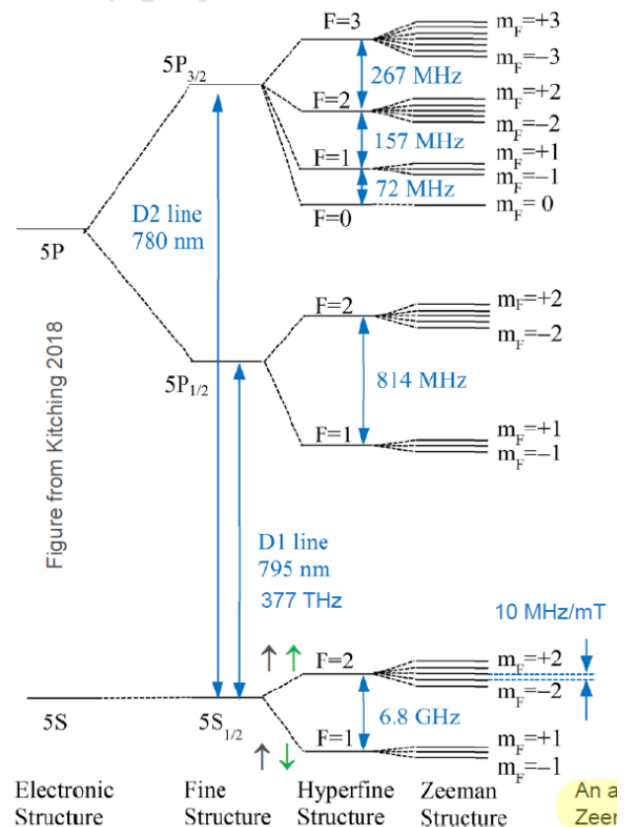 F=3
m_F=+3
m_F=−3
5P_3/2
267 MHz
F=2
m_F=+2
m_F=−2
157 MHz
F=1
m_F=+1
m_F=−1
72 MHz
F=0
m_F= 0
D2 line
780 nm
5P
Figure from Kitching 2018
F=2
m_F=+2
m_F=−2
5P_1/2
814 MHz
F=1
m_F=+1
m_F=−1
D1 line
795 nm
377 THz
10 MHz/mT
↑ ↑
F=2
m_F=+2
m_F=−2
5S
5S_1/2
6.8 GHz
F=1
m_F=+1
m_F=−1
↑ ↓
Electronic
Structure
Fine
Structure
Hyperfine
Structure
Zeeman
Structure
An a
Zeer